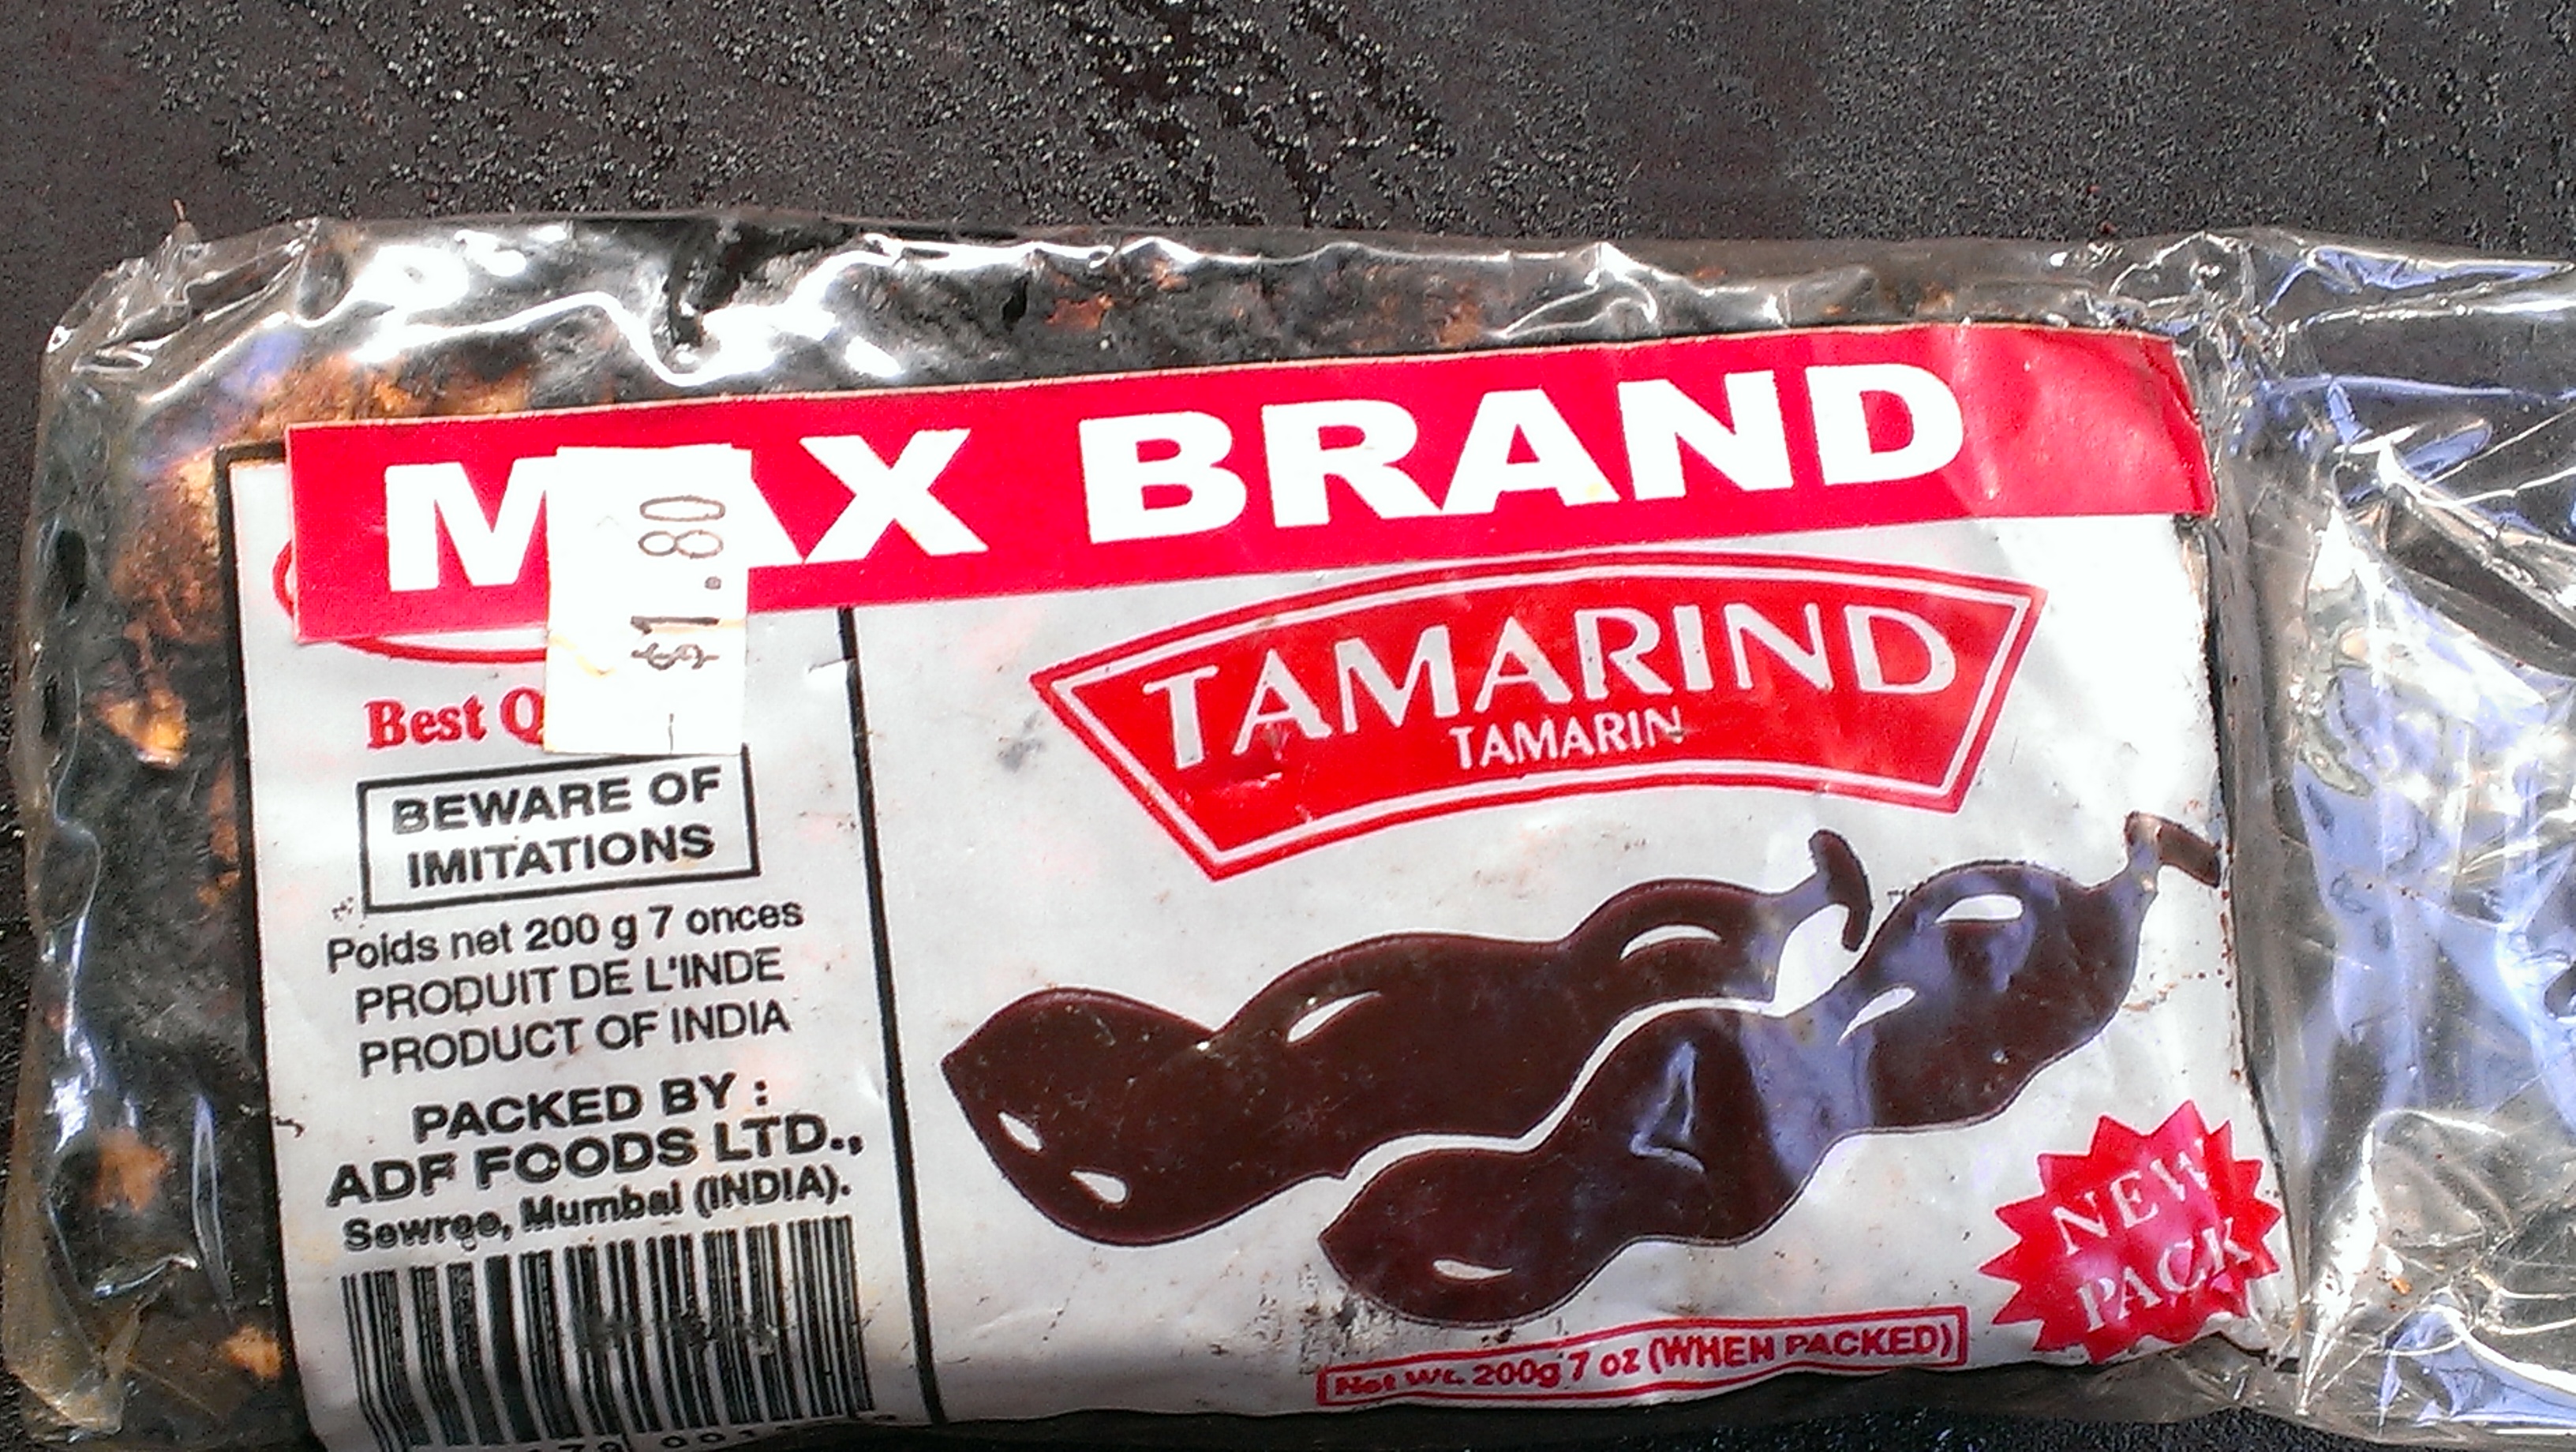 MAX BRAND
$1.80
Best
BEWARE OF
IMITATIONS
Poids net 200 g 7 onces
PRODUIT DE L'INDE
PRODUCT OF INDIA
PACKED BY :
ADF FOODS LTD.,
Sewree, Mumbai (INDIA).
TAMARIND
TAMARIN
NEW
PACK
Net Wt. 200g 7 oz (WHEN PACKED)